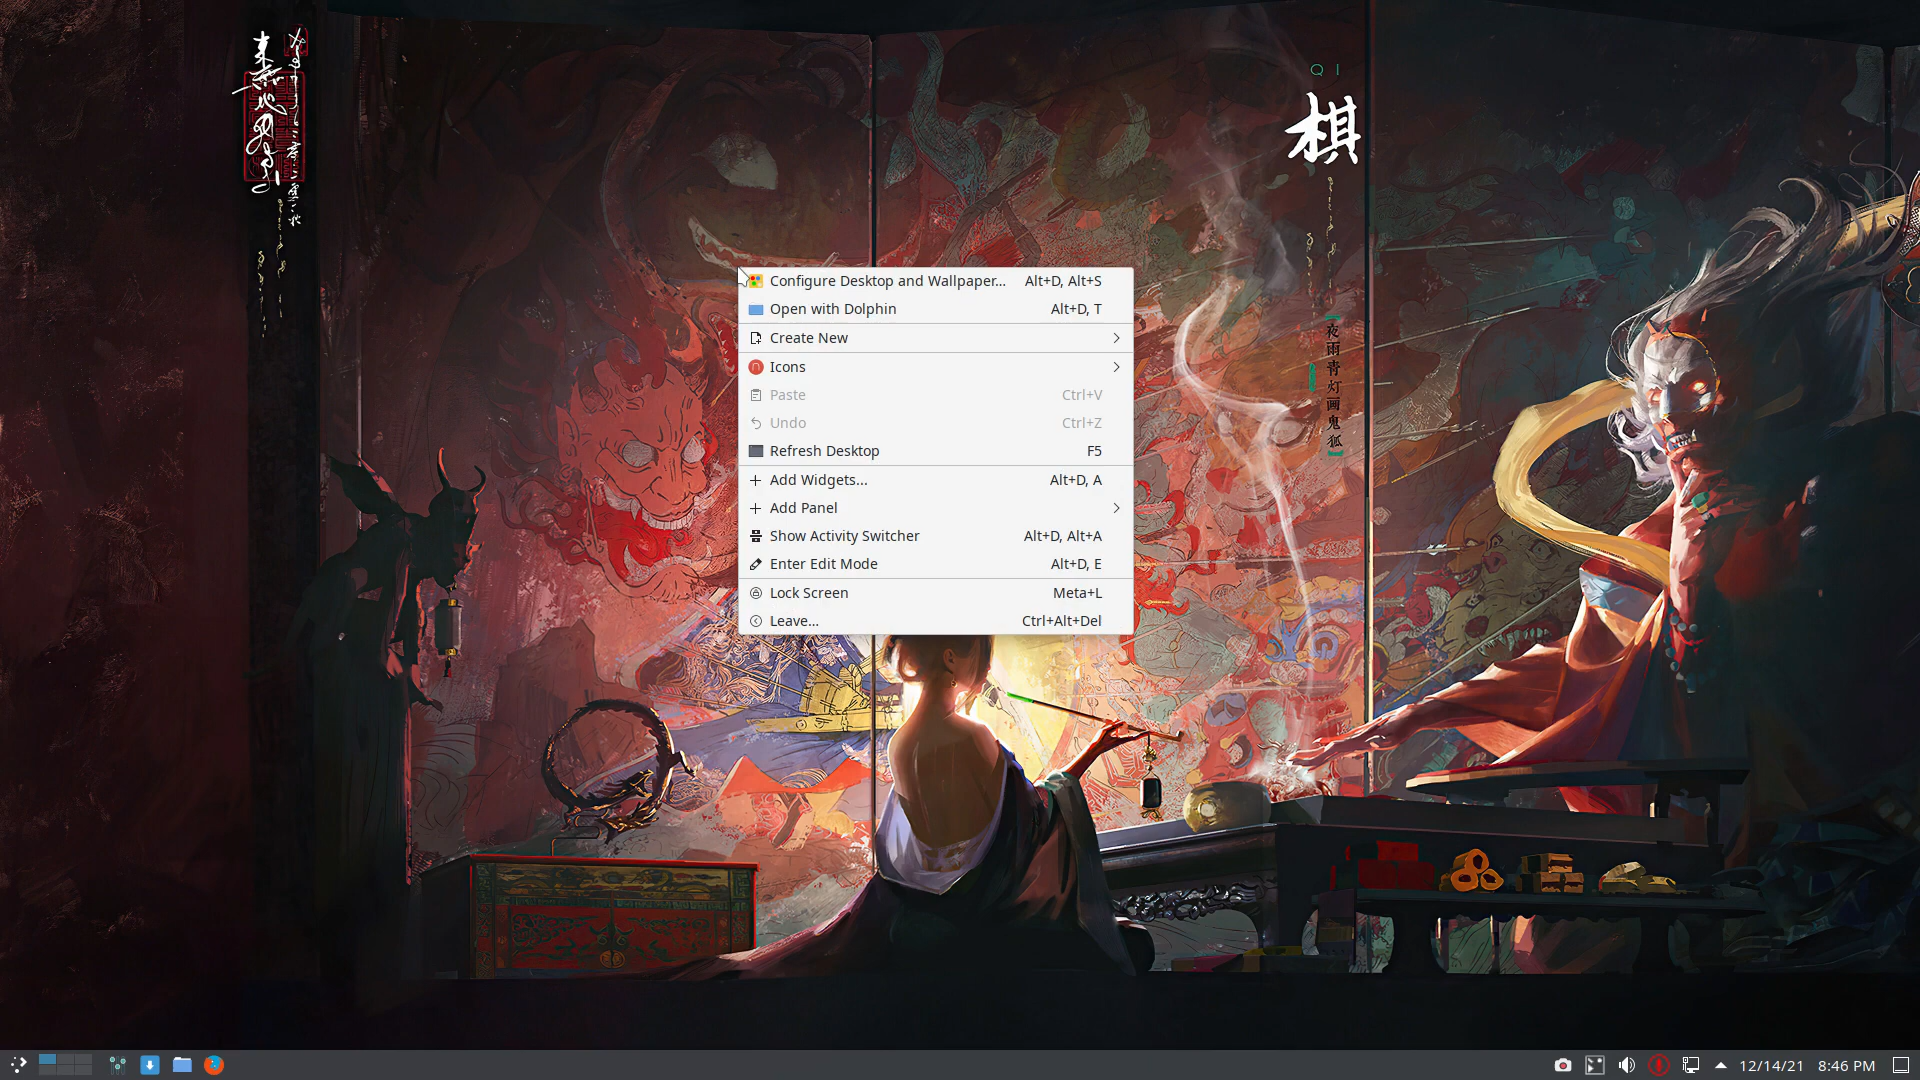 QI
棋
夜雨青灯画鬼狐
Configure Desktop and Wallpaper... Alt+D, Alt+S
Open with Dolphin Alt+D, T
Create New
Icons
Paste Ctrl+V
Undo Ctrl+Z
Refresh Desktop F5
Add Widgets... Alt+D, A
Add Panel
Show Activity Switcher Alt+D, Alt+A
Enter Edit Mode Alt+D, E
Lock Screen Meta+L
Leave... Ctrl+Alt+Del
12/14/21 8:46 PM